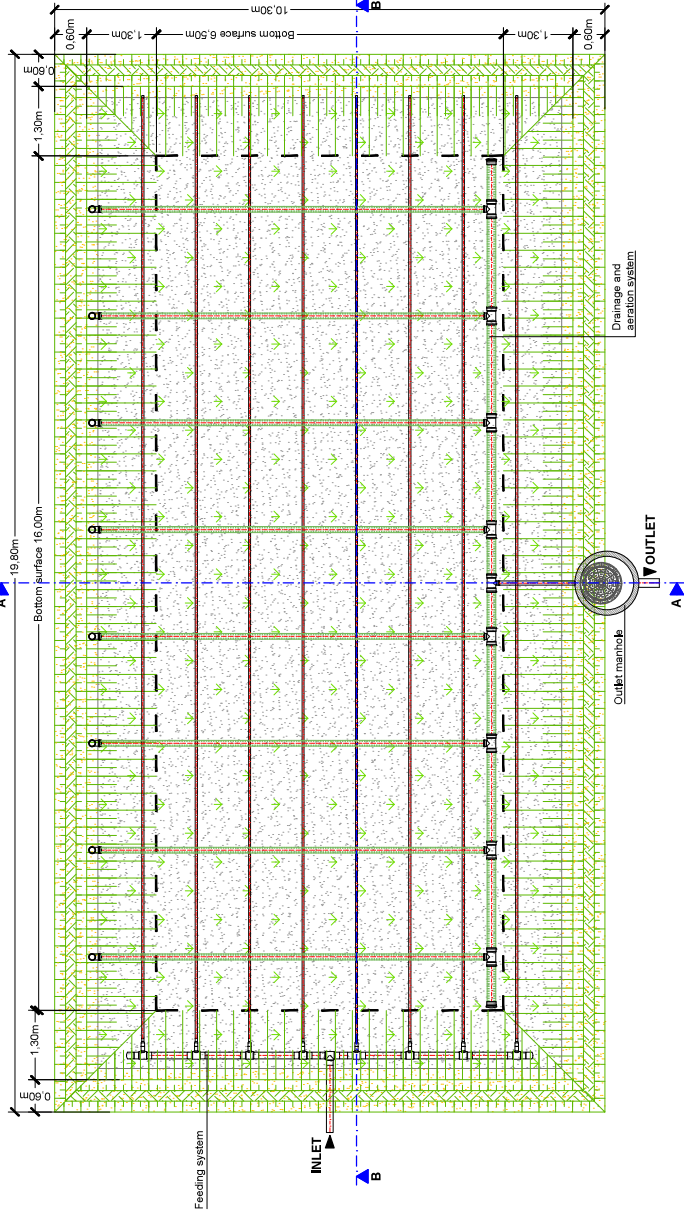 10,30m
B
0,60m
1,30m
Bottom surface 6,50m
1,30m
0,60m
0,60m
1,30m
Drainage and
aeration system
19,80m
Bottom surface 16,00m
A
OUTLET
A
Outlet manhole
1,30m
0,60m
Feeding system
INLET
B